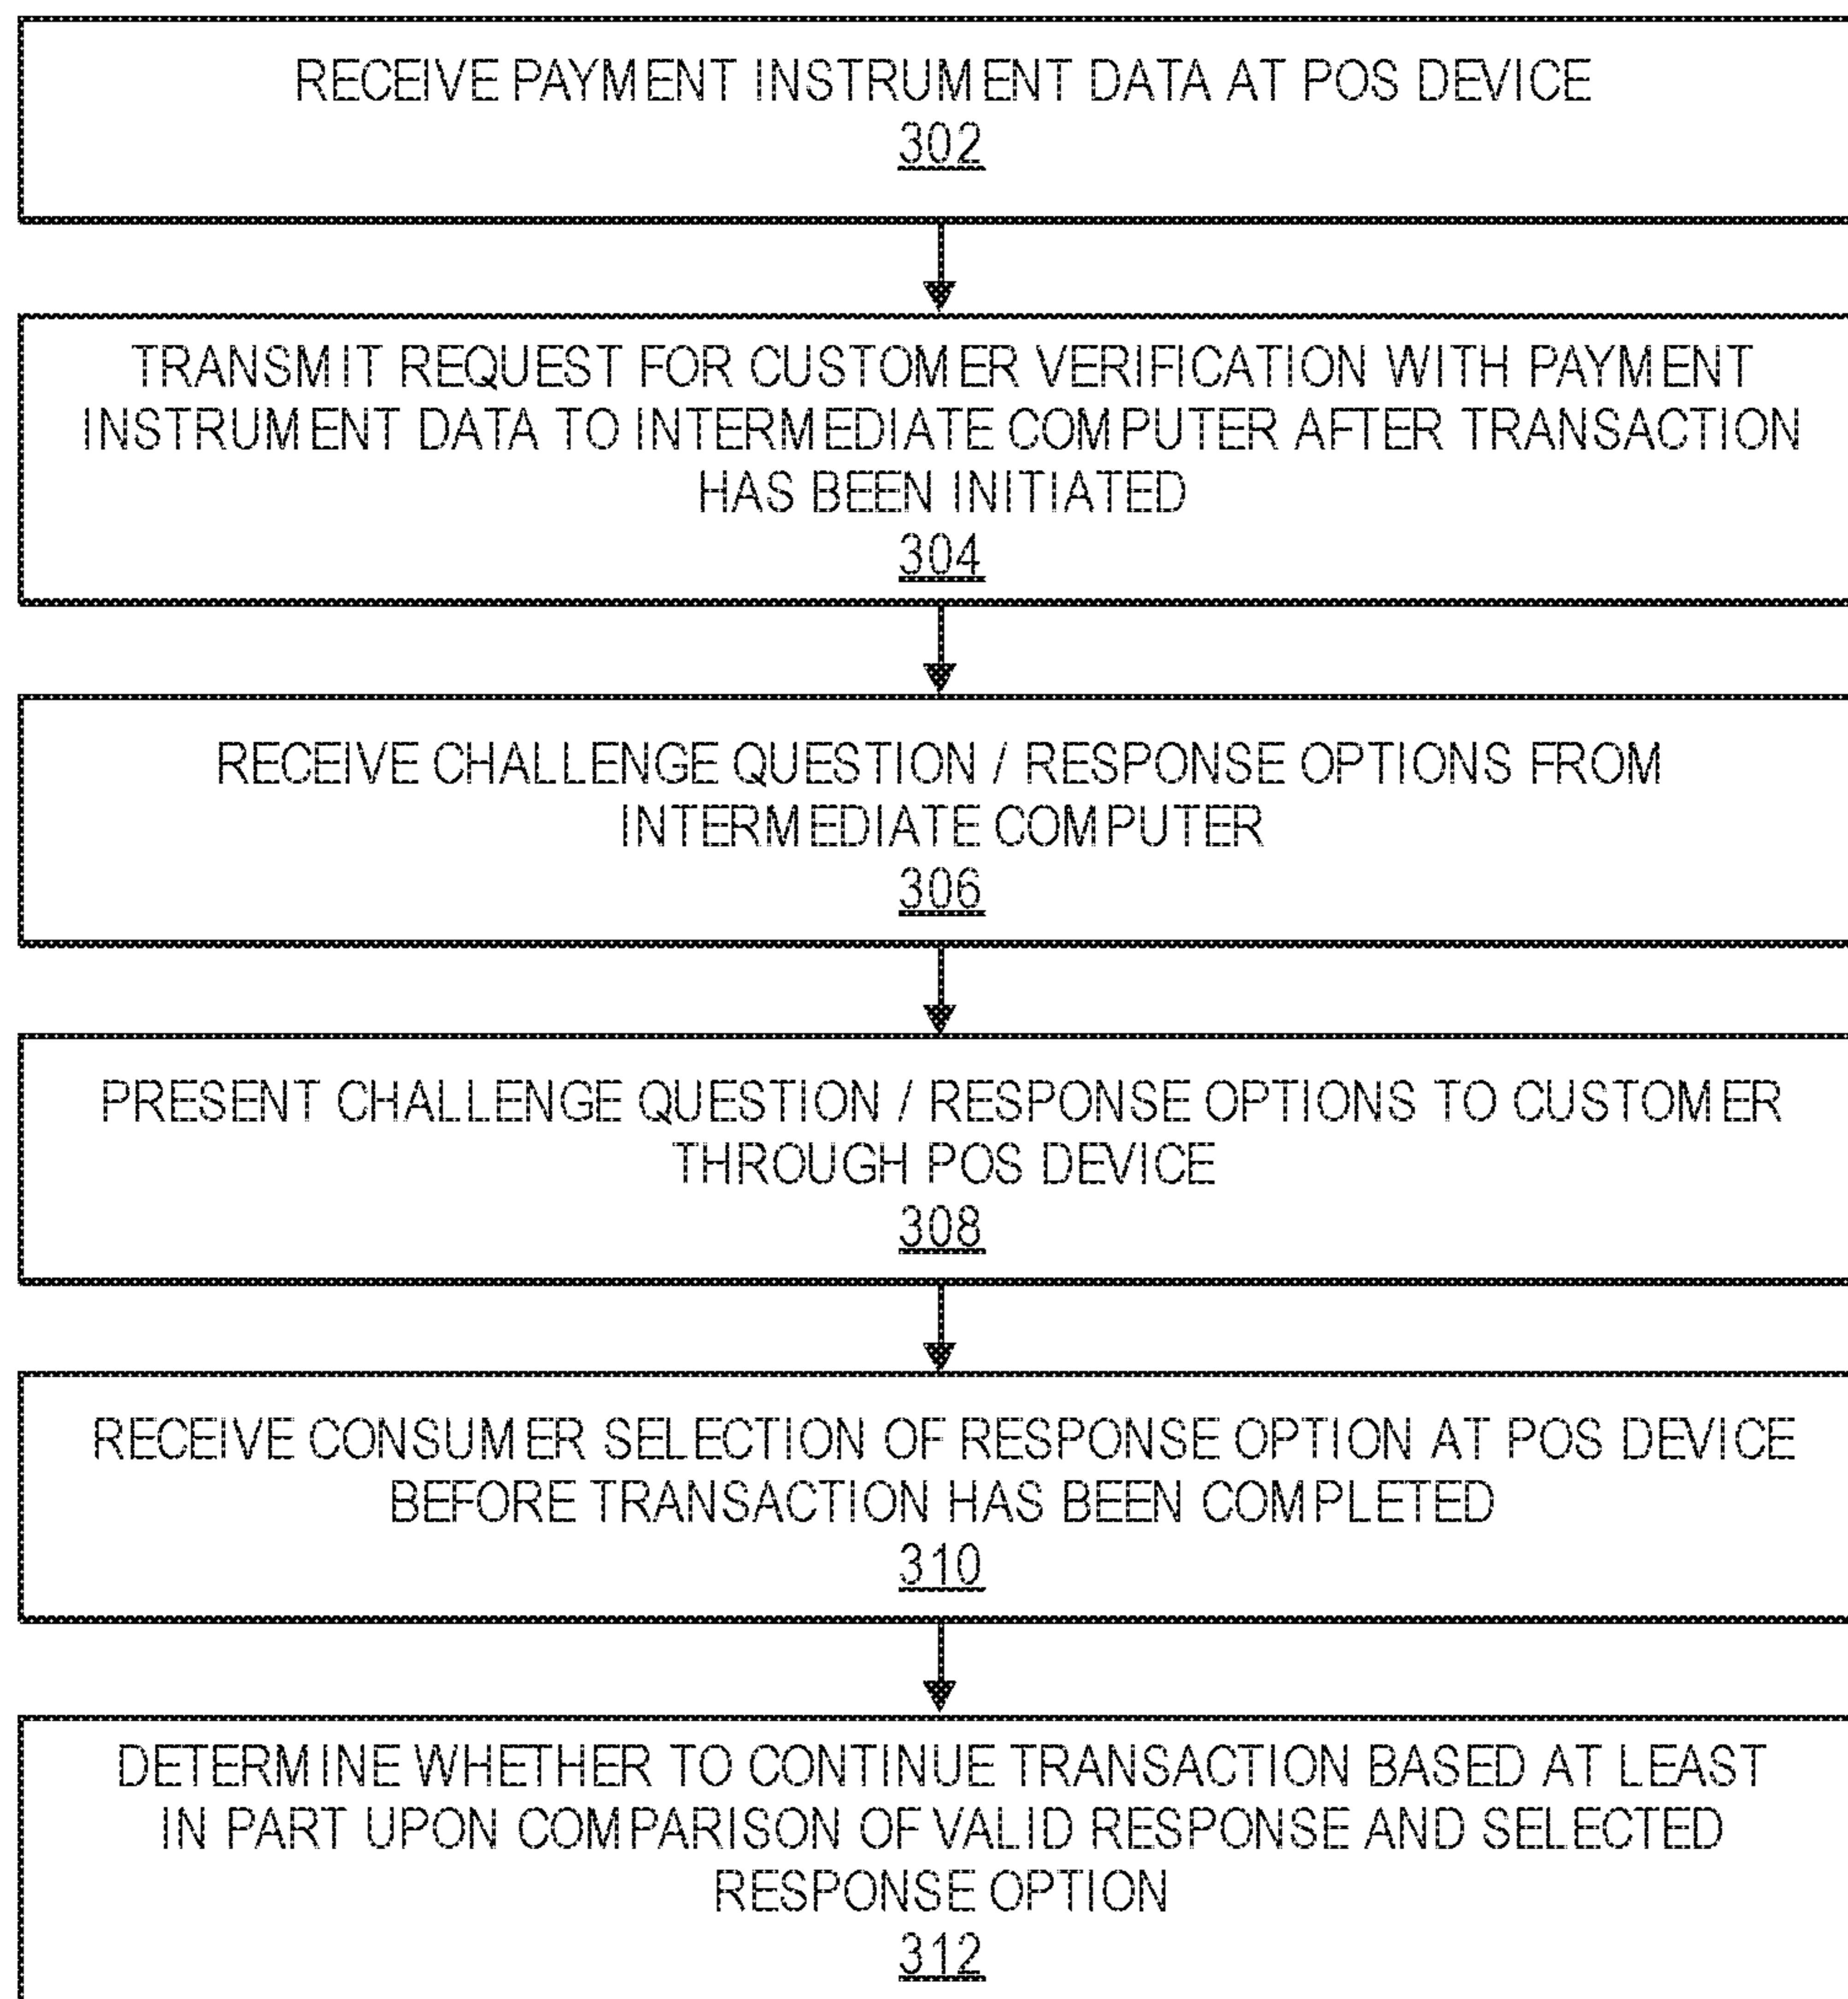 RECEIVE PAYMENT INSTRUMENT DATA AT POS DEVICE
302
TRANSMIT REQUEST FOR CUSTOMER VERIFICATION WITH PAYMENT
INSTRUMENT DATA TO INTERMEDIATE COMPUTER AFTER TRANSACTION
HAS BEEN INITIATED
304
RECEIVE CHALLENGE QUESTION / RESPONSE OPTIONS FROM
INTERMEDIATE COMPUTER
306
PRESENT CHALLENGE QUESTION / RESPONSE OPTIONS TO CUSTOMER
THROUGH POS DEVICE
308
RECEIVE CONSUMER SELECTION OF RESPONSE OPTION AT POS DEVICE
BEFORE TRANSACTION HAS BEEN COMPLETED
310
DETERMINE WHETHER TO CONTINUE TRANSACTION BASED AT LEAST
IN PART UPON COMPARISON OF VALID RESPONSE AND SELECTED
RESPONSE OPTION
312